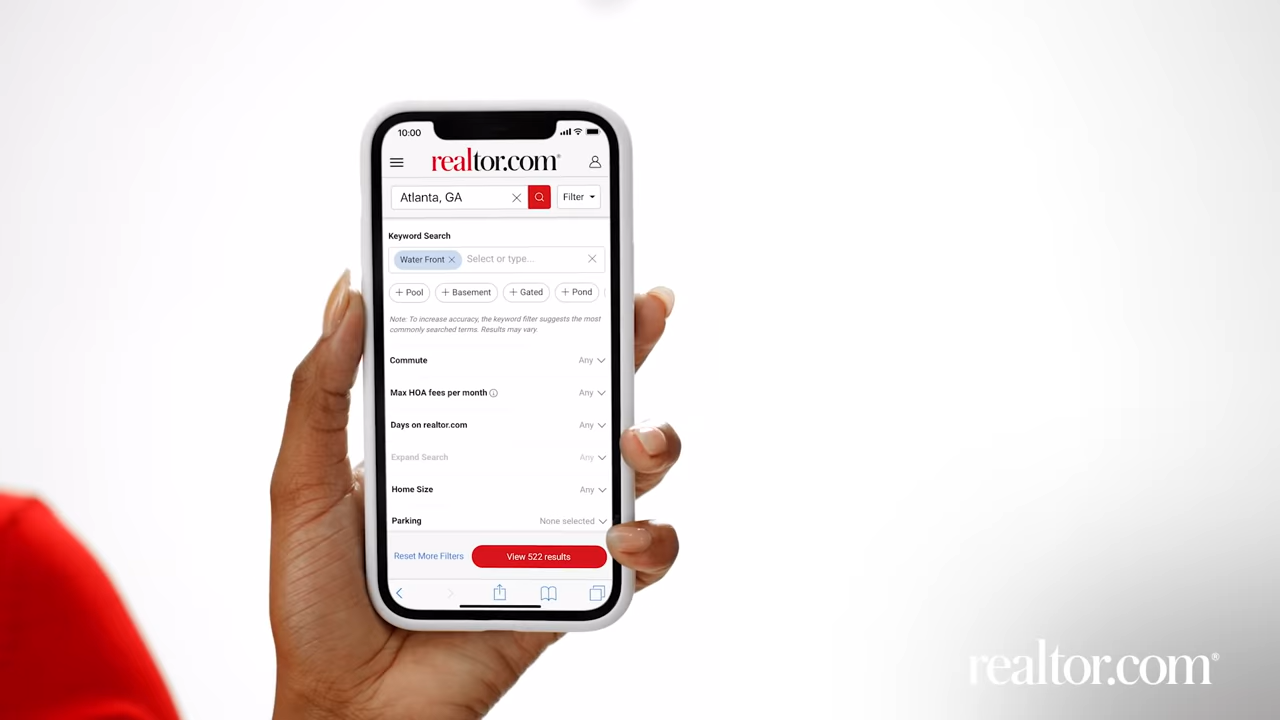 10:00
realtor.com®
Atlanta, GA
Filter
Keyword Search
Water Front
Select or type...
+ Pool
+ Basement
+ Gated
+ Pond
Note: To increase accuracy, the keyword filter suggests the most
commonly searched terms. Results may vary.
Commute Any
Max HOA fees per month Any
Days on realtor.com Any
Expand Search Any
Home Size Any
Parking None selected
Reset More Filters
View 522 results
realtor.com®